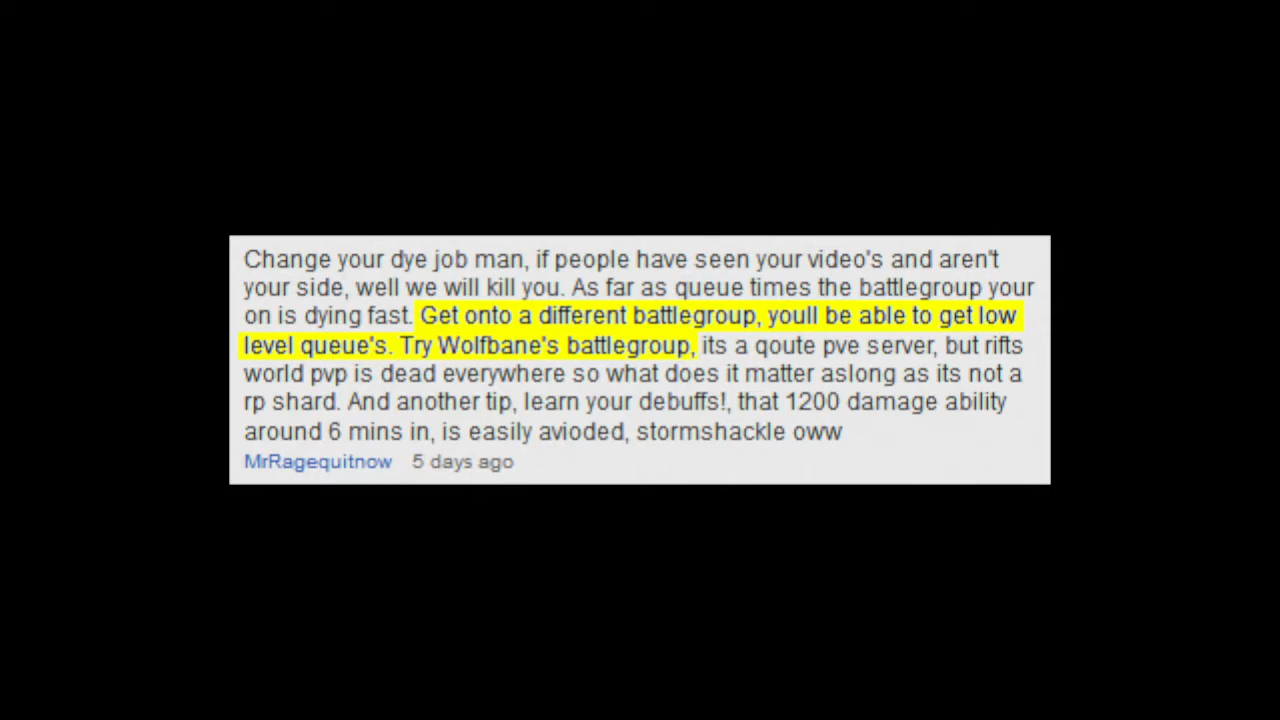 Change your dye job man, if people have seen your video's and aren't
your side, well we will kill you. As far as queue times the battlegroup your
on is dying fast. Get onto a different battlegroup, youll be able to get low
level queue's. Try Wolfbane's battlegroup, its a qoute pve server, but rifts
world pvp is dead everywhere so what does it matter aslong as its not a
rp shard. And another tip, learn your debuffs!, that 1200 damage ability
around 6 mins in, is easily avioded, stormshackle oww
MrRagequitnow 5 days ago